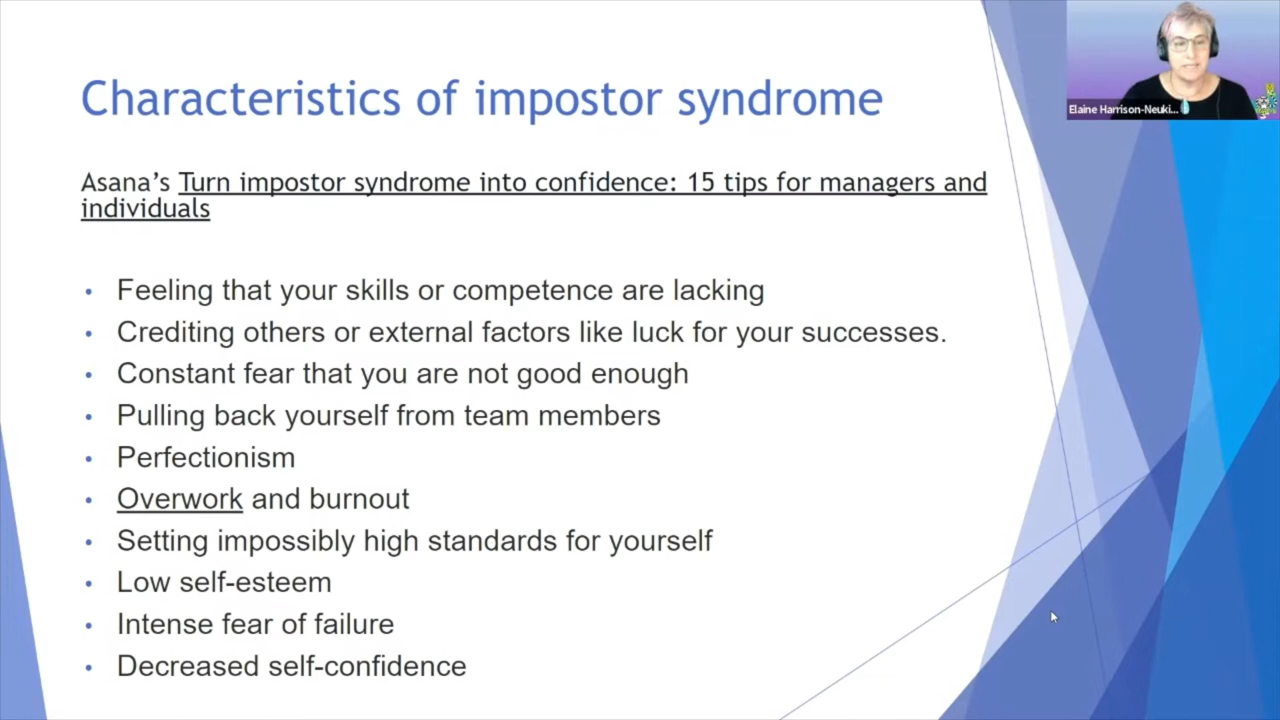 Characteristics of impostor syndrome
Elaine Harrison-Neuki...
Asana's Turn impostor syndrome into confidence: 15 tips for managers and
individuals
• Feeling that your skills or competence are lacking
• Crediting others or external factors like luck for your successes.
• Constant fear that you are not good enough
• Pulling back yourself from team members
• Perfectionism
• Overwork and burnout
• Setting impossibly high standards for yourself
• Low self-esteem
• Intense fear of failure
• Decreased self-confidence